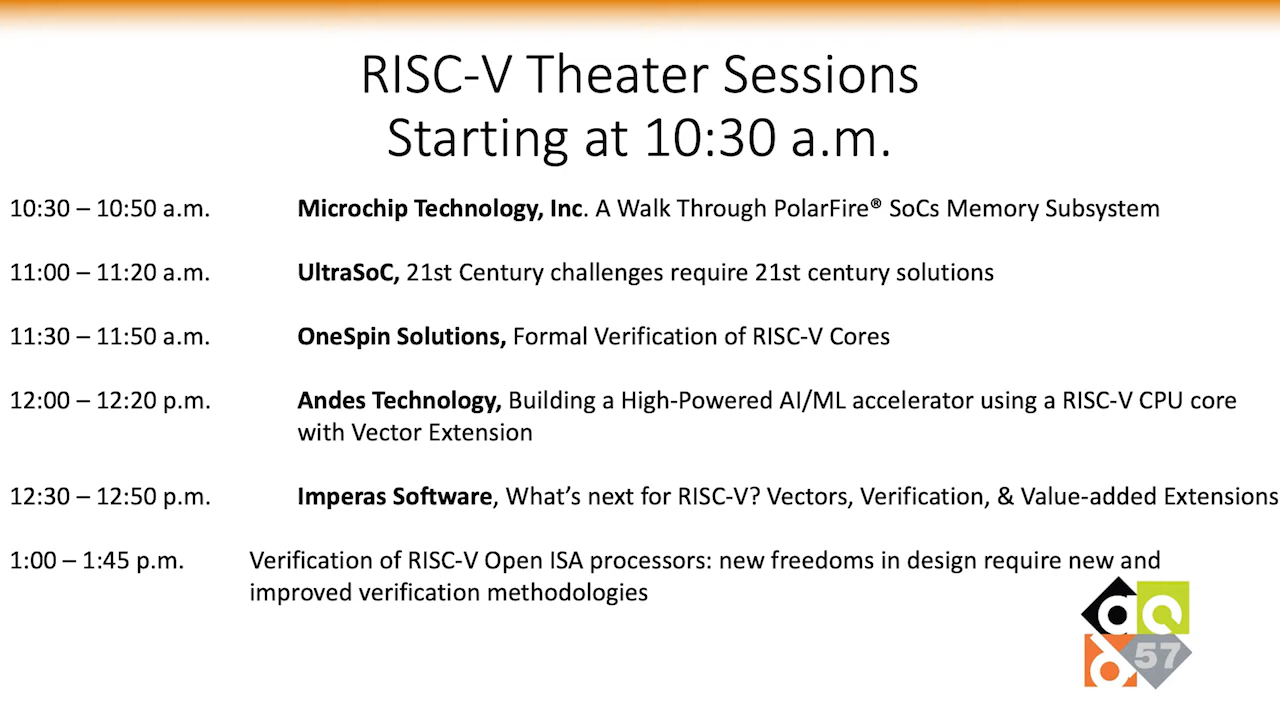 RISC-V Theater Sessions
Starting at 10:30 a.m.
10:30 – 10:50 a.m. Microchip Technology, Inc. A Walk Through PolarFire® SoCs Memory Subsystem
11:00 – 11:20 a.m. UltraSoC, 21st Century challenges require 21st century solutions
11:30 – 11:50 a.m. OneSpin Solutions, Formal Verification of RISC-V Cores
12:00 – 12:20 p.m. Andes Technology, Building a High-Powered AI/ML accelerator using a RISC-V CPU core
with Vector Extension
12:30 – 12:50 p.m. Imperas Software, What’s next for RISC-V? Vectors, Verification, & Value-added Extensions
1:00 – 1:45 p.m. Verification of RISC-V Open ISA processors: new freedoms in design require new and
improved verification methodologies
57